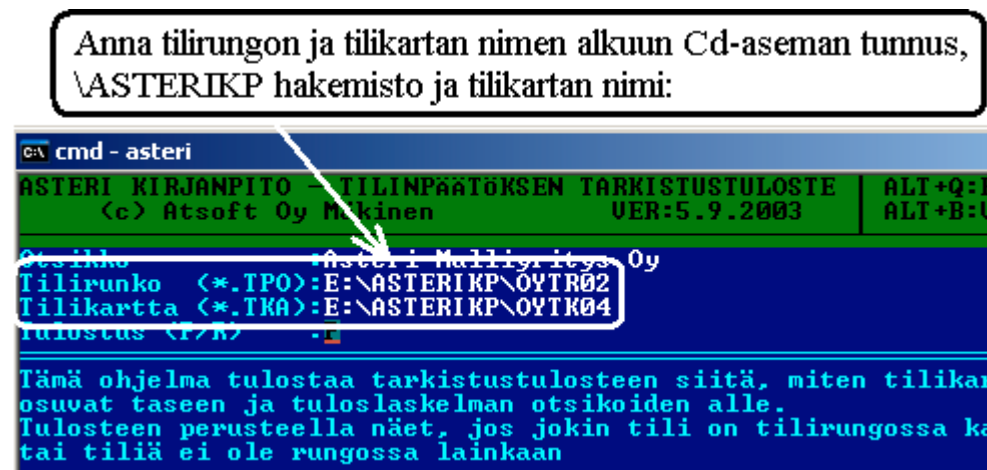 Anna tilirungon ja tilikartan nimen alkuun Cd-aseman tunnus,
\ASTERIKP hakemisto ja tilikartan nimi:
cmd - asteri
ASTERI KIRJANPITO - TILINPääTöKSEN TARKISTUSTULOSTE ALT+Q:
(c) Atsoft Oy Mäkinen VER:5.9.2003 ALT+B:
Otsikko :Asteri Malliyritys Oy
Tilirunko (*.TPO):E:\ASTERIKP\OYTR02
Tilikartta (*.TKA):E:\ASTERIKP\OYTK04
Tulostus (P/R) :r
Tämä ohjelma tulostaa tarkistustulosteen siitä, miten tilikar
osuvat taseen ja tuloslaskelman otsikoiden alle.
Tulosteen perusteella näet, jos jokin tili on tilirungossa ka
tai tiliä ei ole rungossa lainkaan